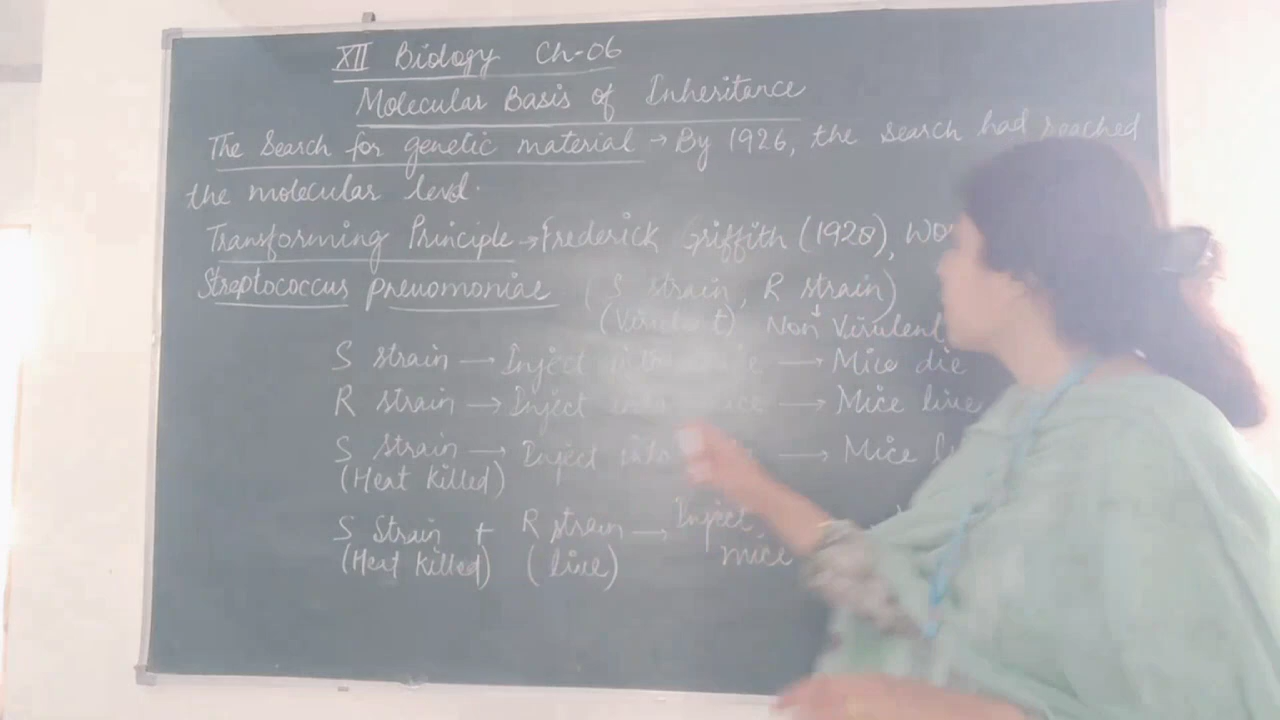 XII Biology Ch-06
Molecular Basis of Inheritance
The Search for genetic material → By 1926, the search had reached
the molecular level.
Transforming Principle → Frederick Griffith (1928),
Streptococcus pneumoniae (S strain, R strain)
(Virulent) Non Virulent
S strain → Inject into mice → Mice die
R strain → Inject into mice → Mice live
S strain → Inject into → Mice
(Heat killed)
S Strain + R strain → Inject
(Heat killed) (live) mice